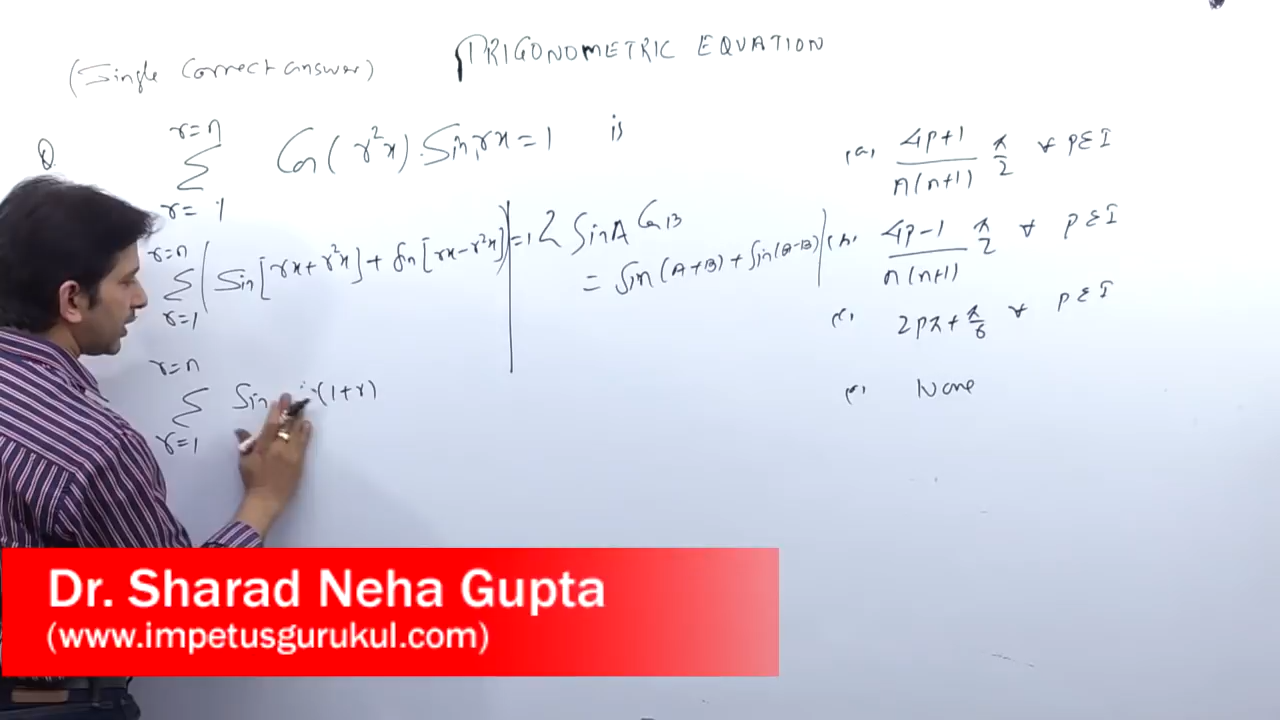 TRIGONOMETRIC EQUATION
(Single Correct answer)
Q.
r=n
∑ Cos(r²x).Sin rx=1 is
r=1
r=n
∑ (Sin[rx+r²x]+Sin[rx-r²x])=1
r=1
r=n
∑ Sin (1+r)
r=1
2 SinA CosB
= Sin(A+B)+Sin(A-B)
(a) 4p+1/n(n+1) π/2 ∀ p∈I
(b) 4p-1/n(n+1) π/2 ∀ p∈I
(c) 2pπ+π/6 ∀ p∈I
None
Dr. Sharad Neha Gupta
(www.impetusgurukul.com)